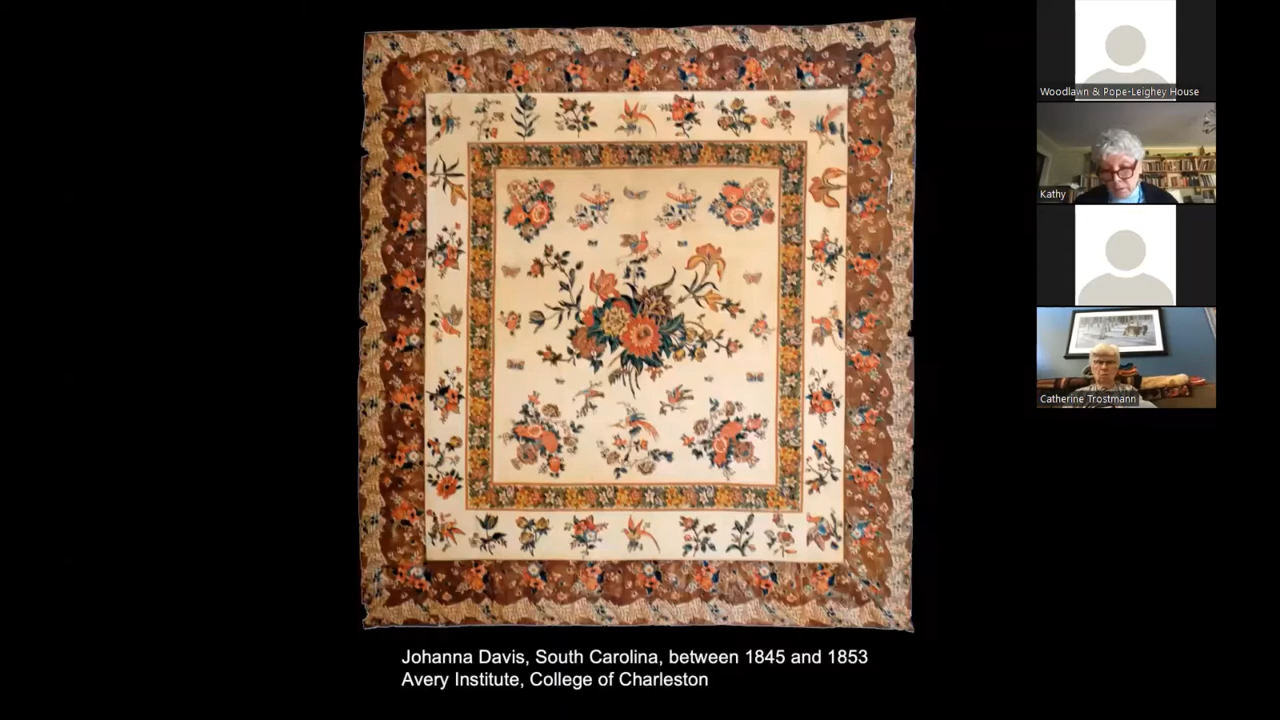 Woodlawn & Pope-Leighey House
Kathy
Catherine Trostmann
Johanna Davis, South Carolina, between 1845 and 1853
Avery Institute, College of Charleston